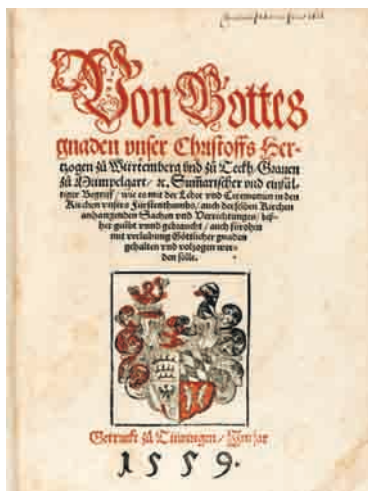 Von Gottes
gnaden vnser Christoffs Her-
tzogen zů Würtemberg vnd zů Teckh/ Grauen
zů Mümpelgart/ ꝛc. Summarischer vnd einfäl-
tiger Begriff/ wie es mit der Lehre vnd Ceremonien in den
Kirchen vnsers Fürstenthumbs/ auch derselben Kirchen
anhangenden Sachen vnd Verrichtungen/ biß-
her geübt vnnd gebraucht/ auch fürohin
mit verleihung Göttlicher gnaden
gehalten vnd volzogen wer-
den solle.
Getruckt zů Tüwingen/ Im jar
1559.